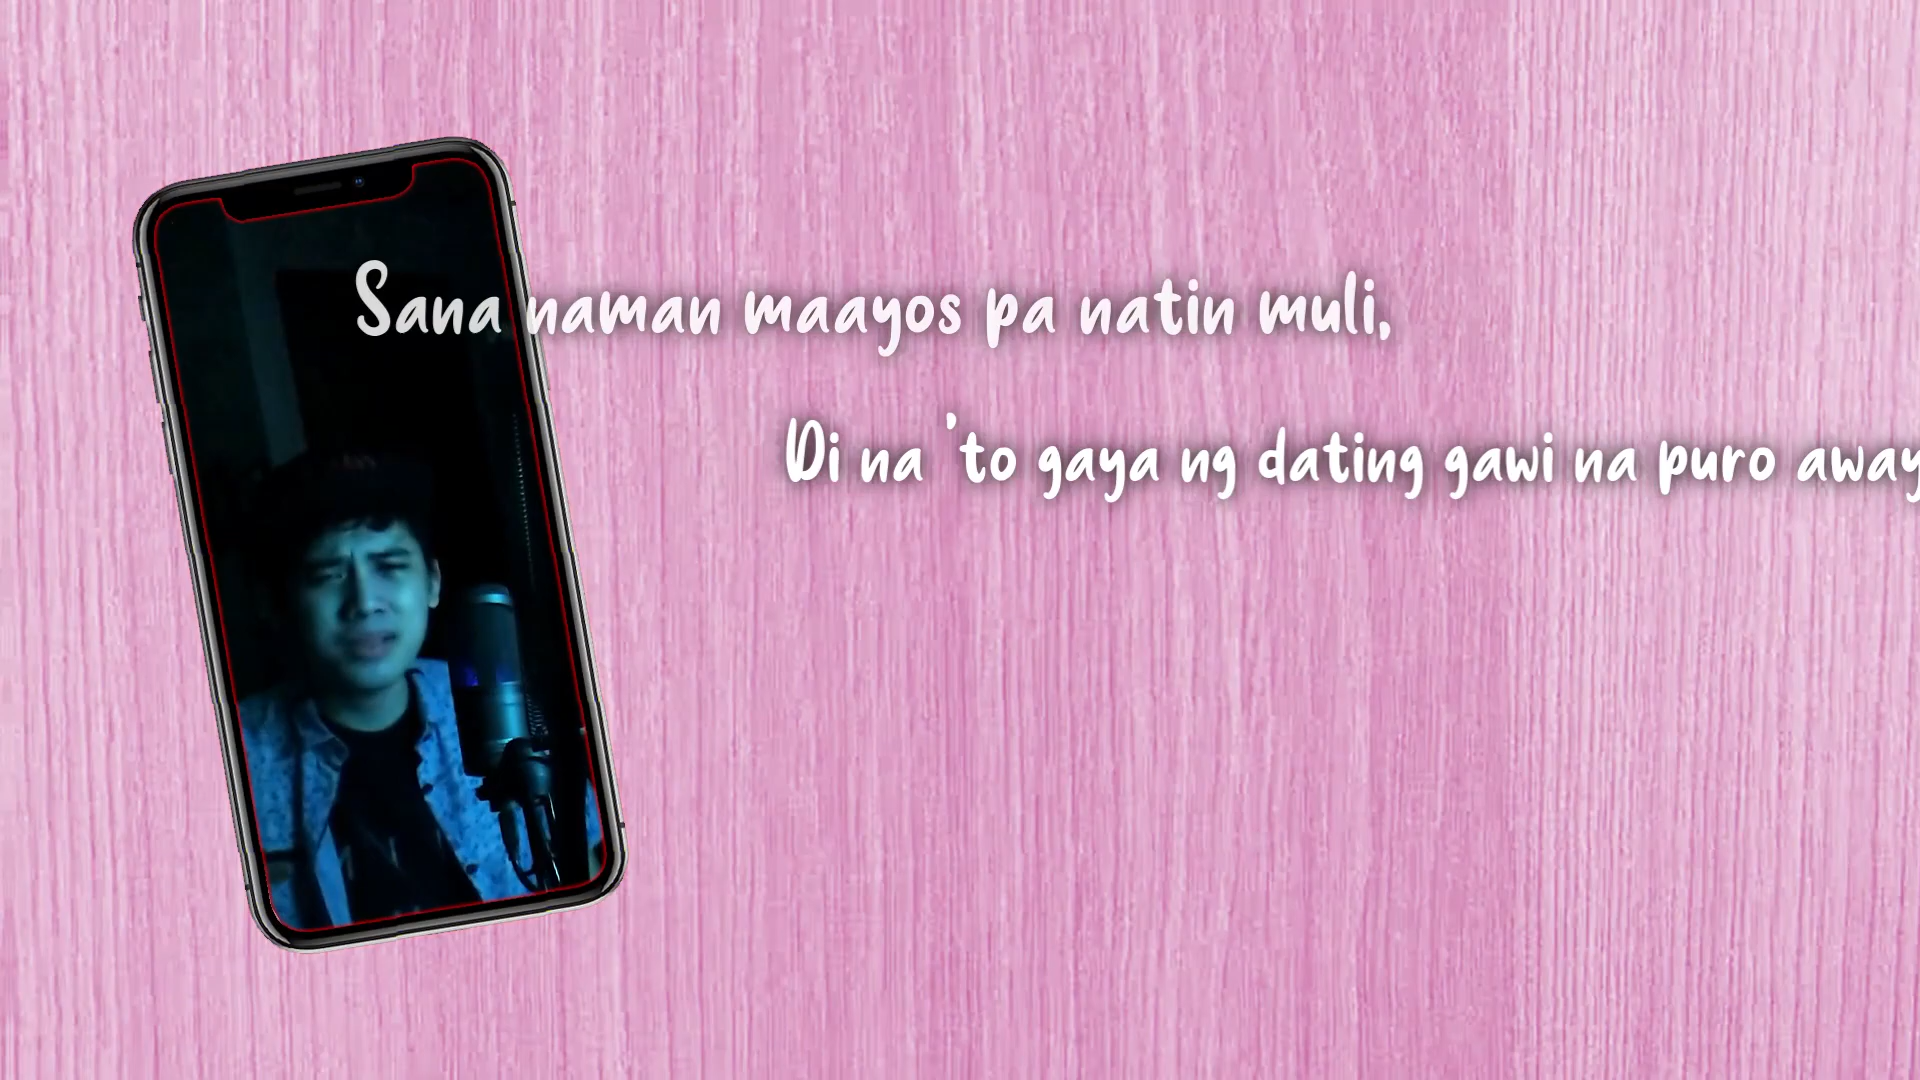 Sana naman maayos pa natin muli,
Di na 'to gaya ng dating gawi na puro away